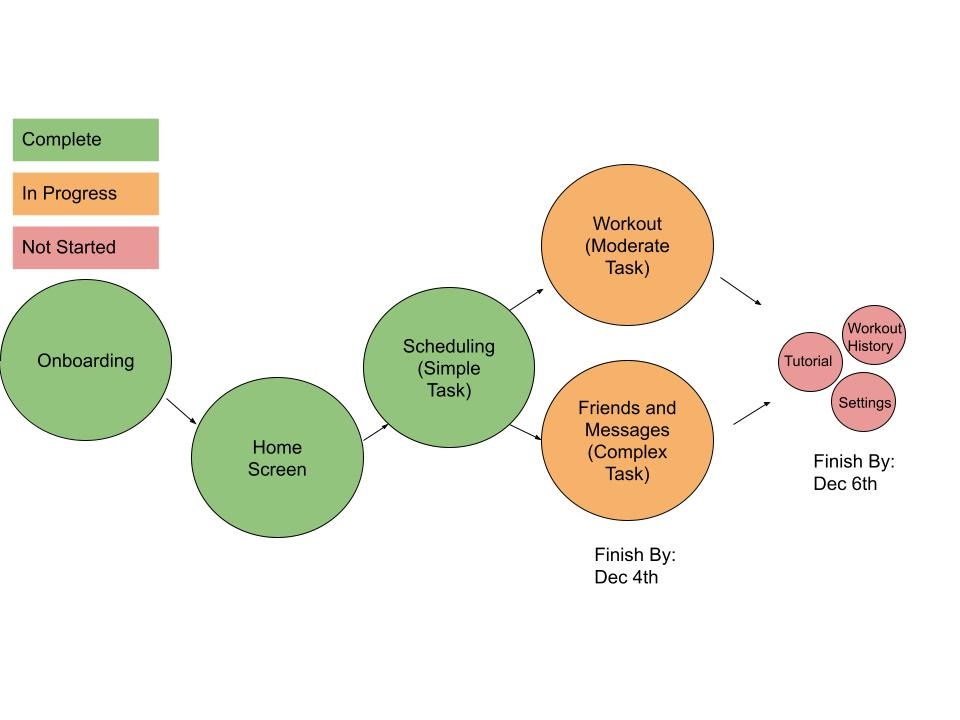 Complete
In Progress
Not Started
Onboarding
Home
Screen
Scheduling
(Simple
Task)
Workout
(Moderate
Task)
Friends and
Messages
(Complex
Task)
Finish By:
Dec 4th
Tutorial
Workout
History
Settings
Finish By:
Dec 6th